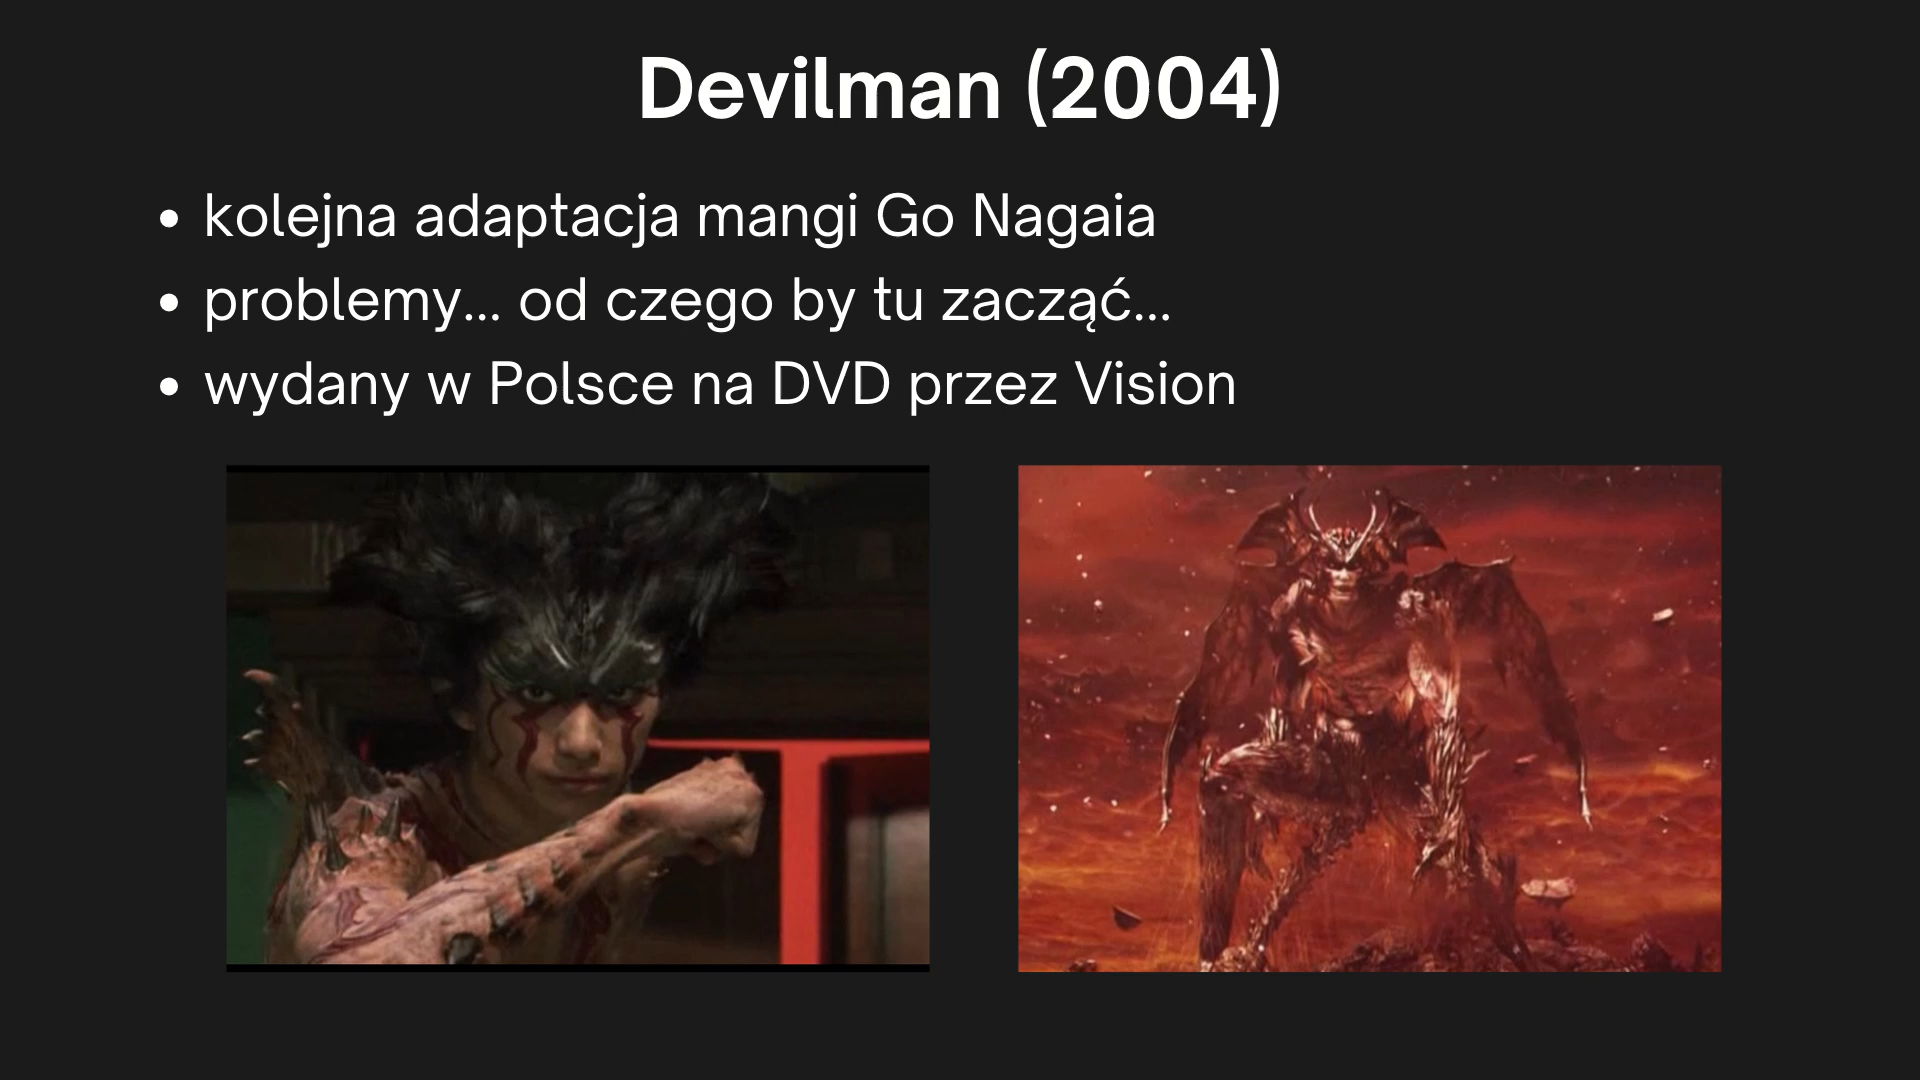 Devilman (2004)
• kolejna adaptacja mangi Go Nagaia
• problemy... od czego by tu zacząć...
• wydany w Polsce na DVD przez Vision